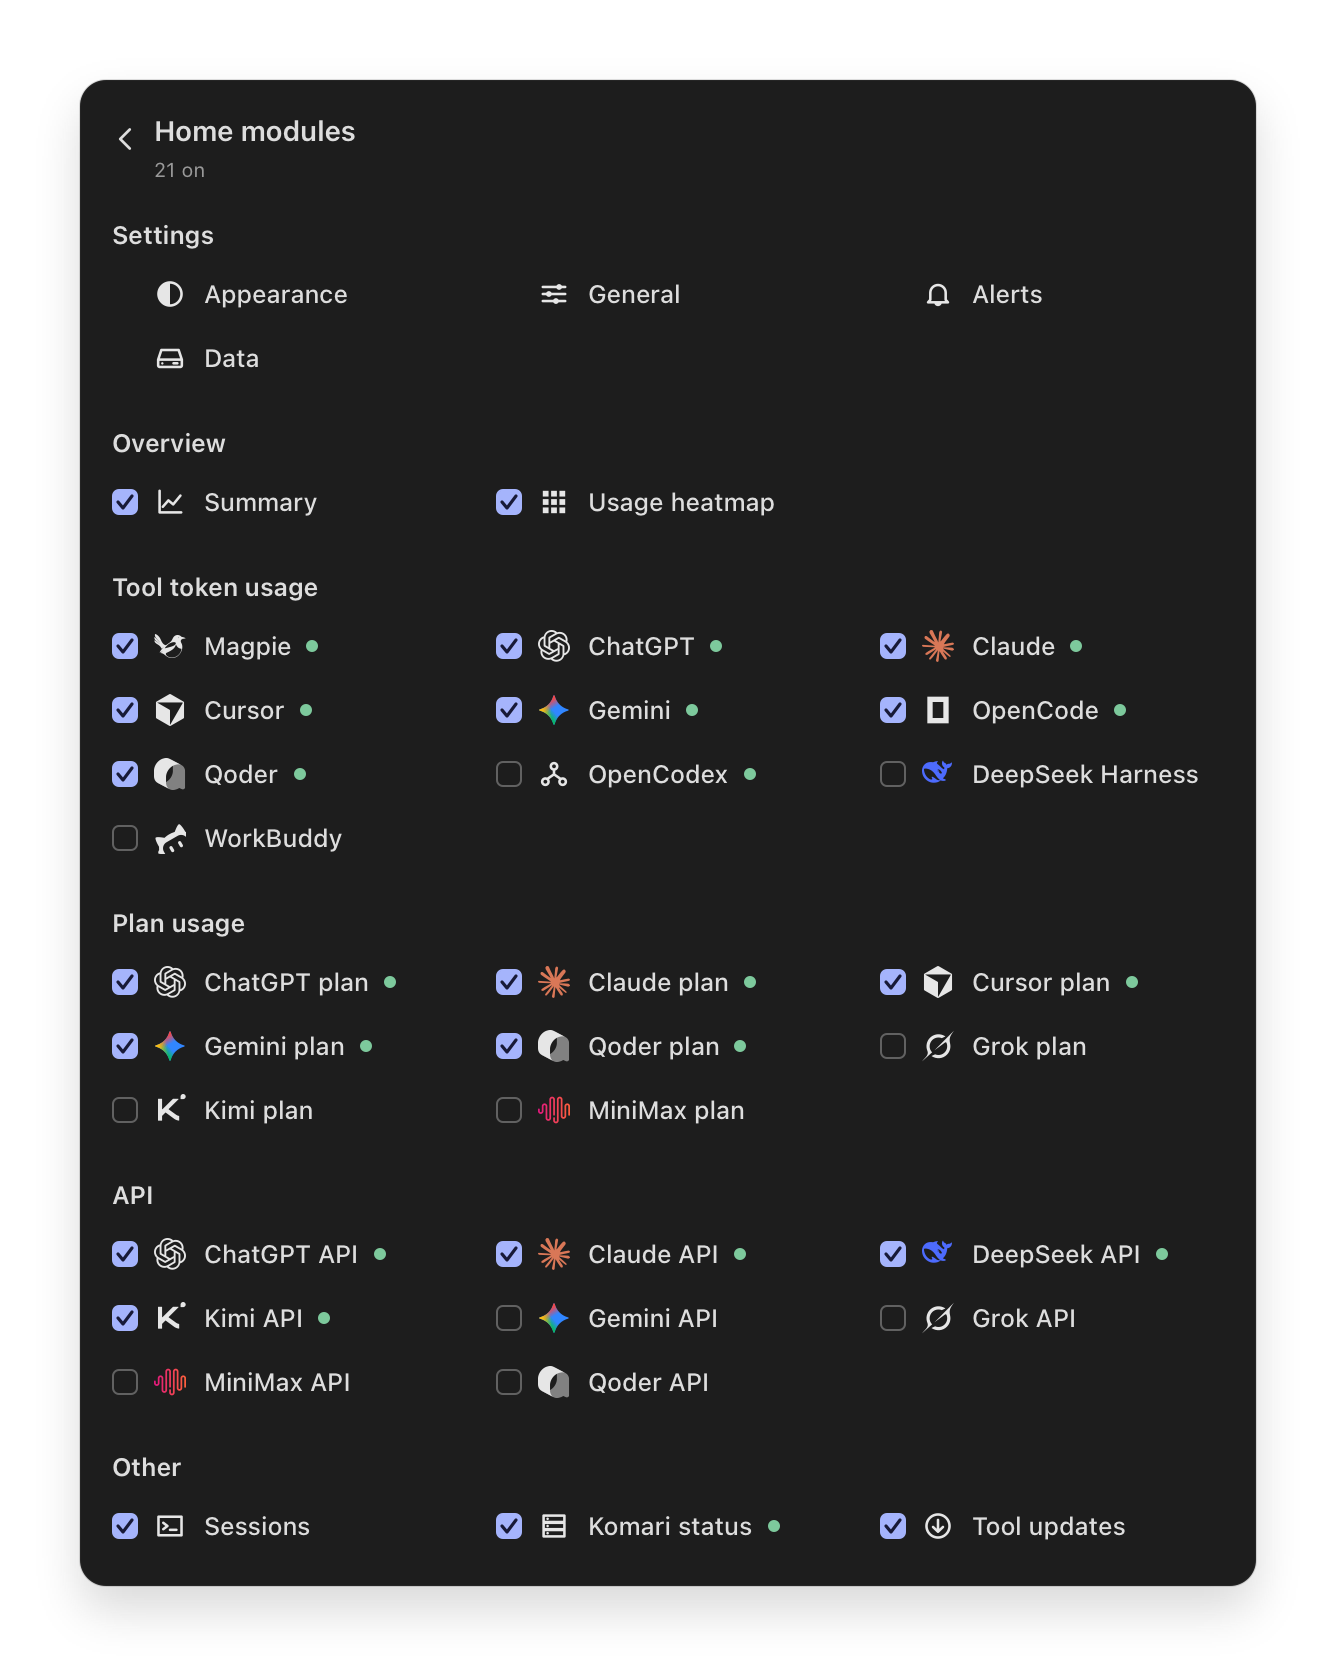 Home modules
21 on
Settings
Appearance General Alerts
Data
Overview
Summary Usage heatmap
Tool token usage
Magpie ChatGPT Claude
Cursor Gemini OpenCode
Qoder OpenCodex DeepSeek Harness
WorkBuddy
Plan usage
ChatGPT plan Claude plan Cursor plan
Gemini plan Qoder plan Grok plan
Kimi plan MiniMax plan
API
ChatGPT API Claude API DeepSeek API
Kimi API Gemini API Grok API
MiniMax API Qoder API
Other
Sessions Komari status Tool updates